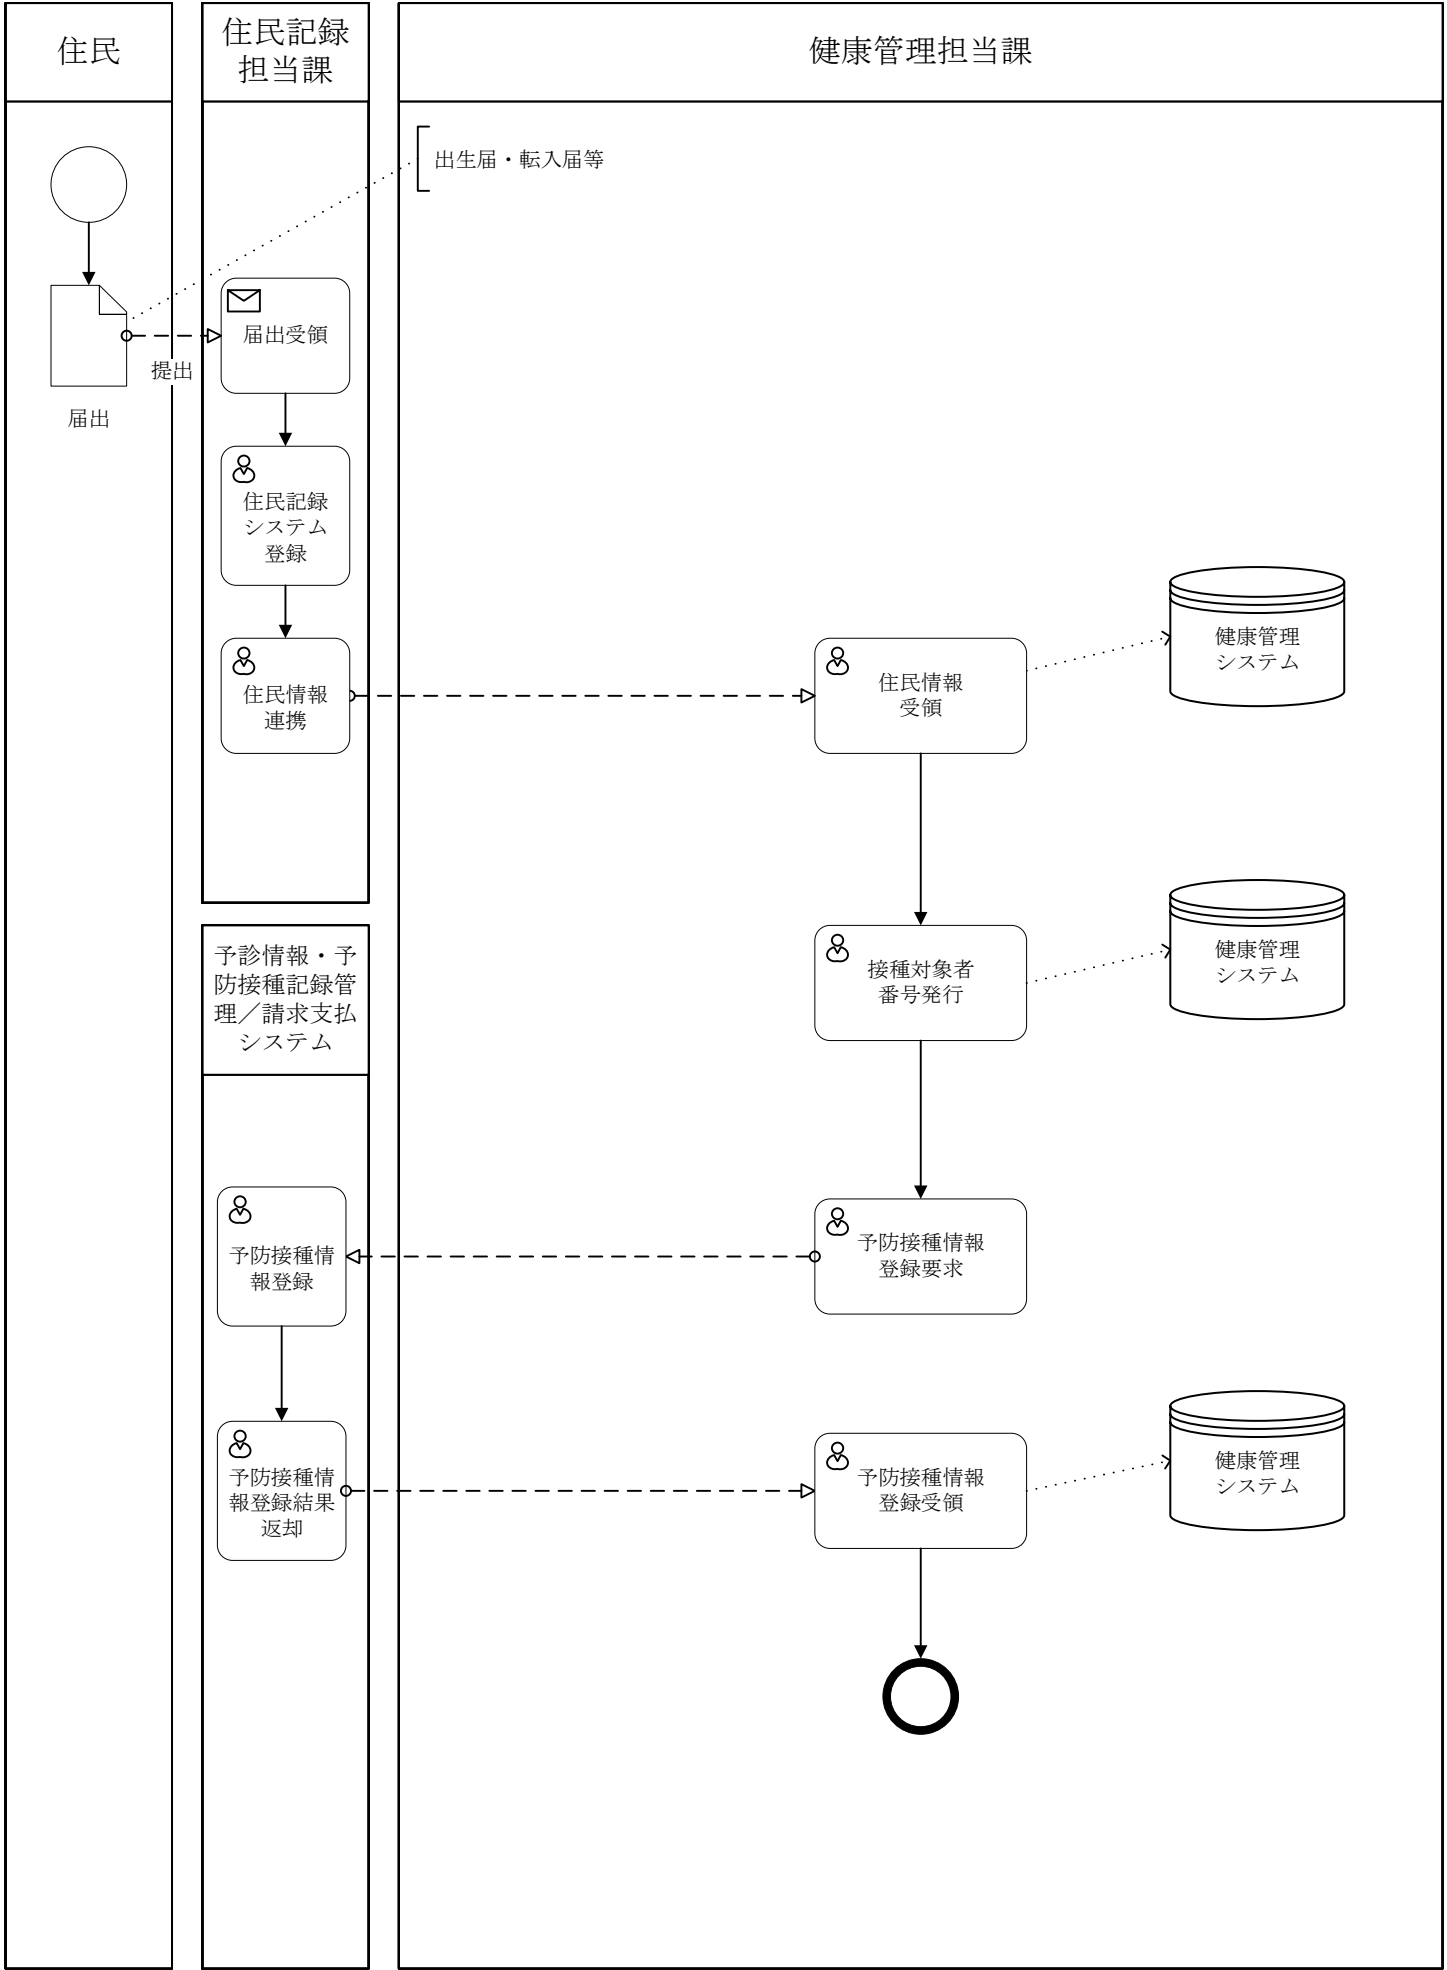 住民
住民記録
担当課
健康管理担当課
出生届・転入届等
届出受領
提出
届出
住民記録
システム
登録
住民情報
連携
住民情報
受領
健康管理
システム
予診情報・予
防接種記録管
理／請求支払
システム
接種対象者
番号発行
健康管理
システム
予防接種情
報登録
予防接種情報
登録要求
予防接種情
報登録結果
返却
予防接種情報
登録受領
健康管理
システム